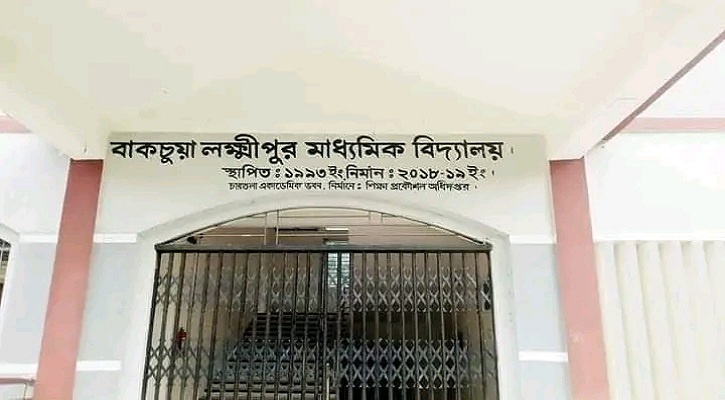 বাকচুয়া লক্ষ্মীপুর মাধ্যমিক বিদ্যালয়।
স্থাপিত : ১৯৯৩ ইং,নির্মান : ২০১৮-১৯ ইং।
চারতলা একাডেমিক ভবন, নির্মানে : শিক্ষা প্রকৌশল অধিদপ্তর।